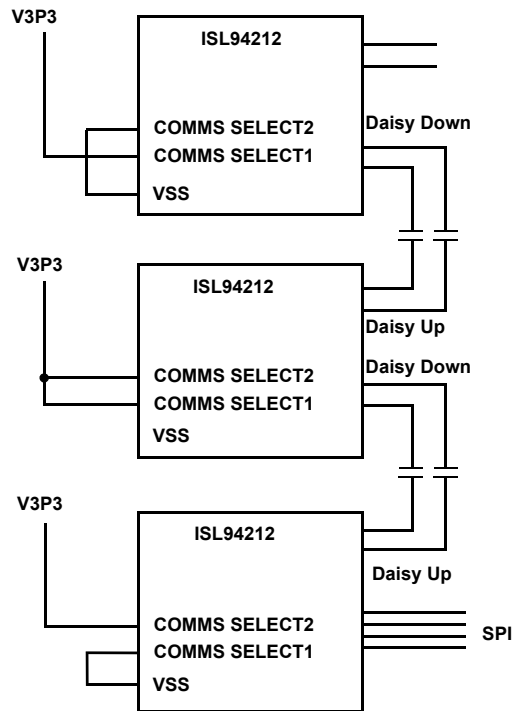 V3P3
ISL94212
COMMS SELECT2
COMMS SELECT1
VSS
Daisy Down
V3P3
ISL94212
Daisy Up
Daisy Down
COMMS SELECT2
COMMS SELECT1
VSS
V3P3
ISL94212
Daisy Up
COMMS SELECT2
COMMS SELECT1
VSS
SPI